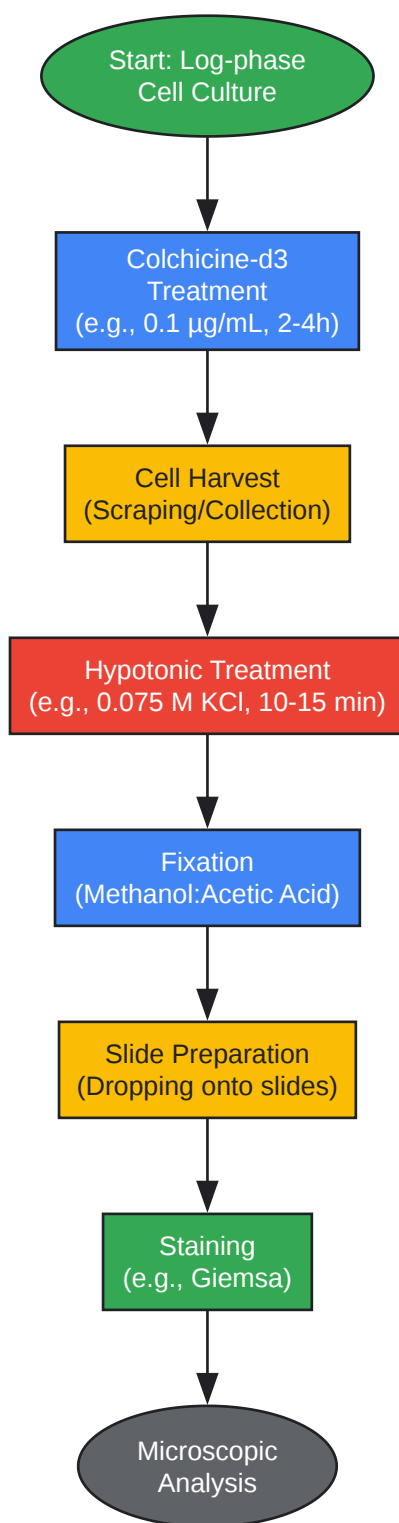 Start: Log-phase
Cell Culture
Colchicine-d3
Treatment
(e.g., 0.1 µg/mL, 2-4h)
Cell Harvest
(Scraping/Collection)
Hypotonic Treatment
(e.g., 0.075 M KCl, 10-15 min)
Fixation
(Methanol:Acetic Acid)
Slide Preparation
(Dropping onto slides)
Staining
(e.g., Giemsa)
Microscopic
Analysis